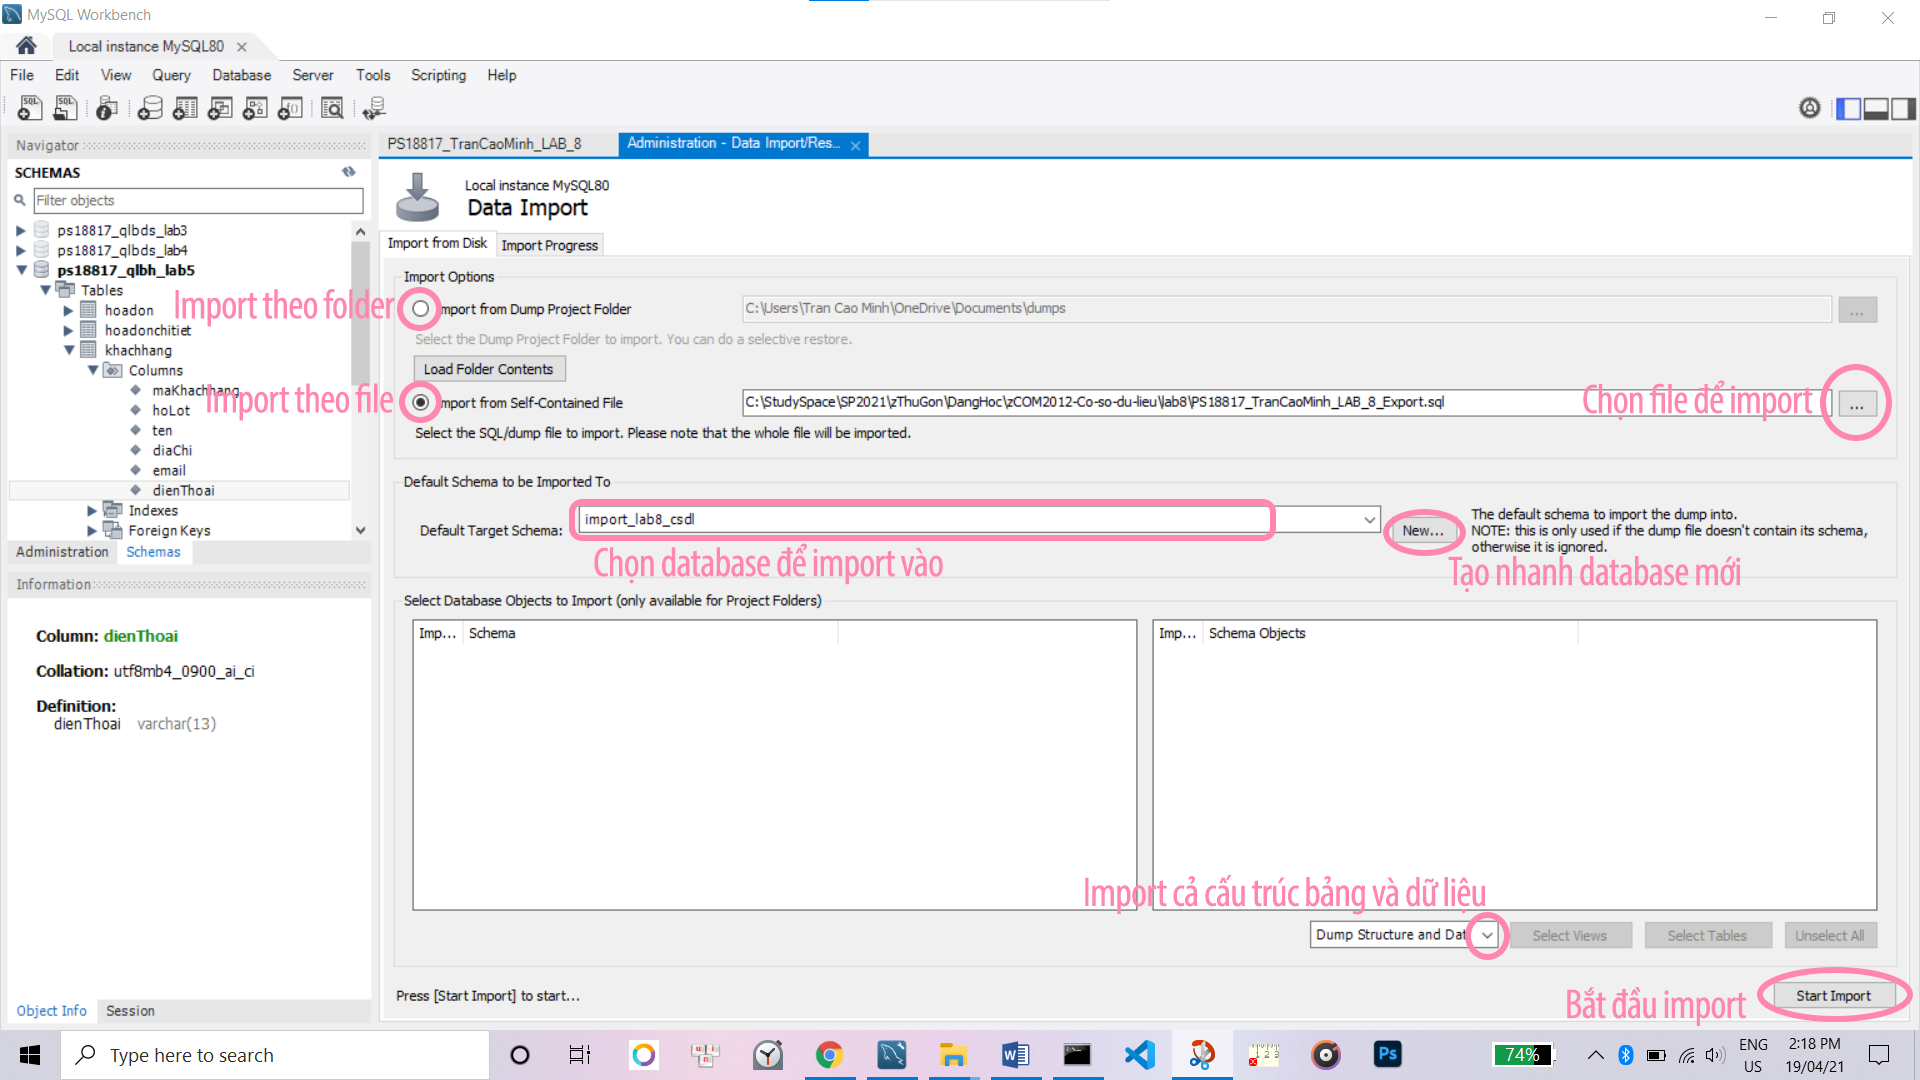 MySQL Workbench
Local instance MySQL80
File Edit View Query Database Server Tools Scripting Help
Navigator
SCHEMAS
Filter objects
ps18817_qlbds_lab3
ps18817_qlbds_lab4
ps18817_qlbh_lab5
Tables
hoadon
hoadonchitiet
khachhang
Columns
maKhachhang
hoLot
ten
diaChi
email
dienThoai
Indexes
Foreign Keys
Administration Schemas
Information
Column: dienThoai
Collation: utf8mb4_0900_ai_ci
Definition:
dienThoai varchar(13)
Object Info Session
PS18817_TranCaoMinh_LAB_8 Administration - Data Import/Res...
Local instance MySQL80
Data Import
Import from Disk Import Progress
Import Options
Import theo folder
Import from Dump Project Folder C:\Users\Tran Cao Minh\OneDrive\Documents\dumps ...
Select the Dump Project Folder to import. You can do a selective restore.
Load Folder Contents
Import theo file
Import from Self-Contained File C:\StudySpace\SP2021\zThuGon\DangHoc\zCOM2012-Co-so-du-lieu\lab8\PS18817_TranCaoMinh_LAB_8_Export.sql ...
Chọn file để import
Select the SQL/dump file to import. Please note that the whole file will be imported.
Default Schema to be Imported To
Default Target Schema: import_lab8_csdl New...
The default schema to import the dump into.
NOTE: this is only used if the dump file doesn't contain its schema,
otherwise it is ignored.
Chọn database để import vào
Tạo nhanh database mới
Select Database Objects to Import (only available for Project Folders)
Imp... Schema
Imp... Schema Objects
Import cả cấu trúc bảng và dữ liệu
Dump Structure and Dat Select Views Select Tables Unselect All
Press [Start Import] to start...
Bắt đầu import
Start Import
Type here to search
SQL
SQL
Ps
74%
ENG
US
2:18 PM
19/04/21